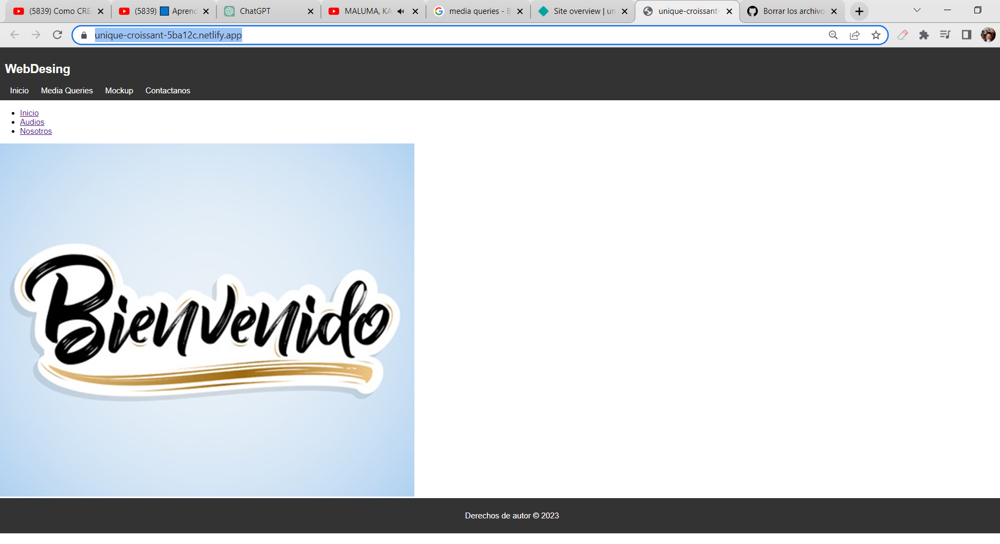 (5839) Como CRE
(5839) Aprend
ChatGPT
MALUMA, KA
media queries - B
Site overview | un
unique-croissant-
Borrar los archivo
unique-croissant-5ba12c.netlify.app
WebDesing
Inicio Media Queries Mockup Contactanos
Inicio
Audios
Nosotros
Bienvenido
Derechos de autor © 2023